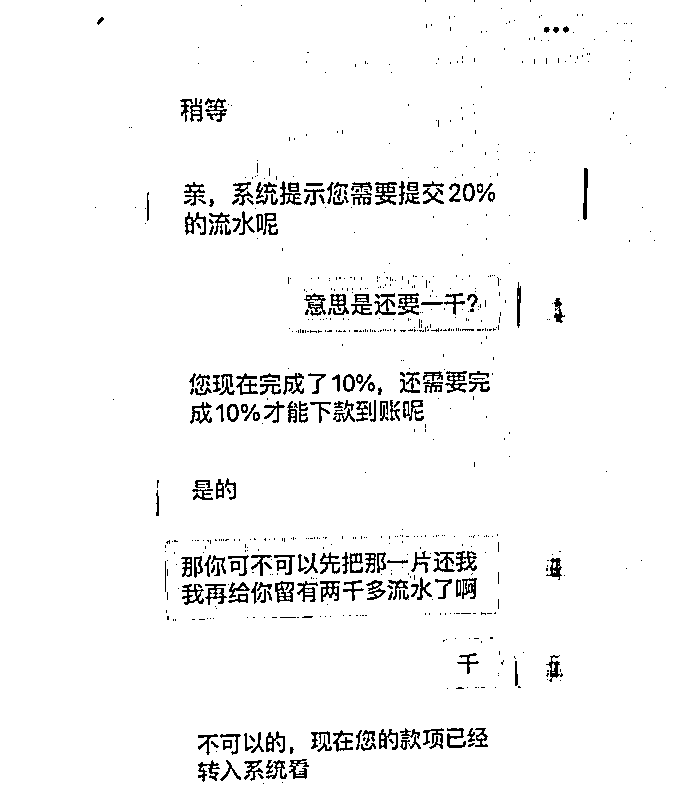 稍等
亲，系统提示您需要提交20%
的流水呢
意思是还要一千?
您现在完成了10%，还需要完
成10%才能下款到账呢
是的
那你可不可以先把那一片还我
我再给你留有两千多流水了啊
千
不可以的，现在您的款项已经
转入系统看